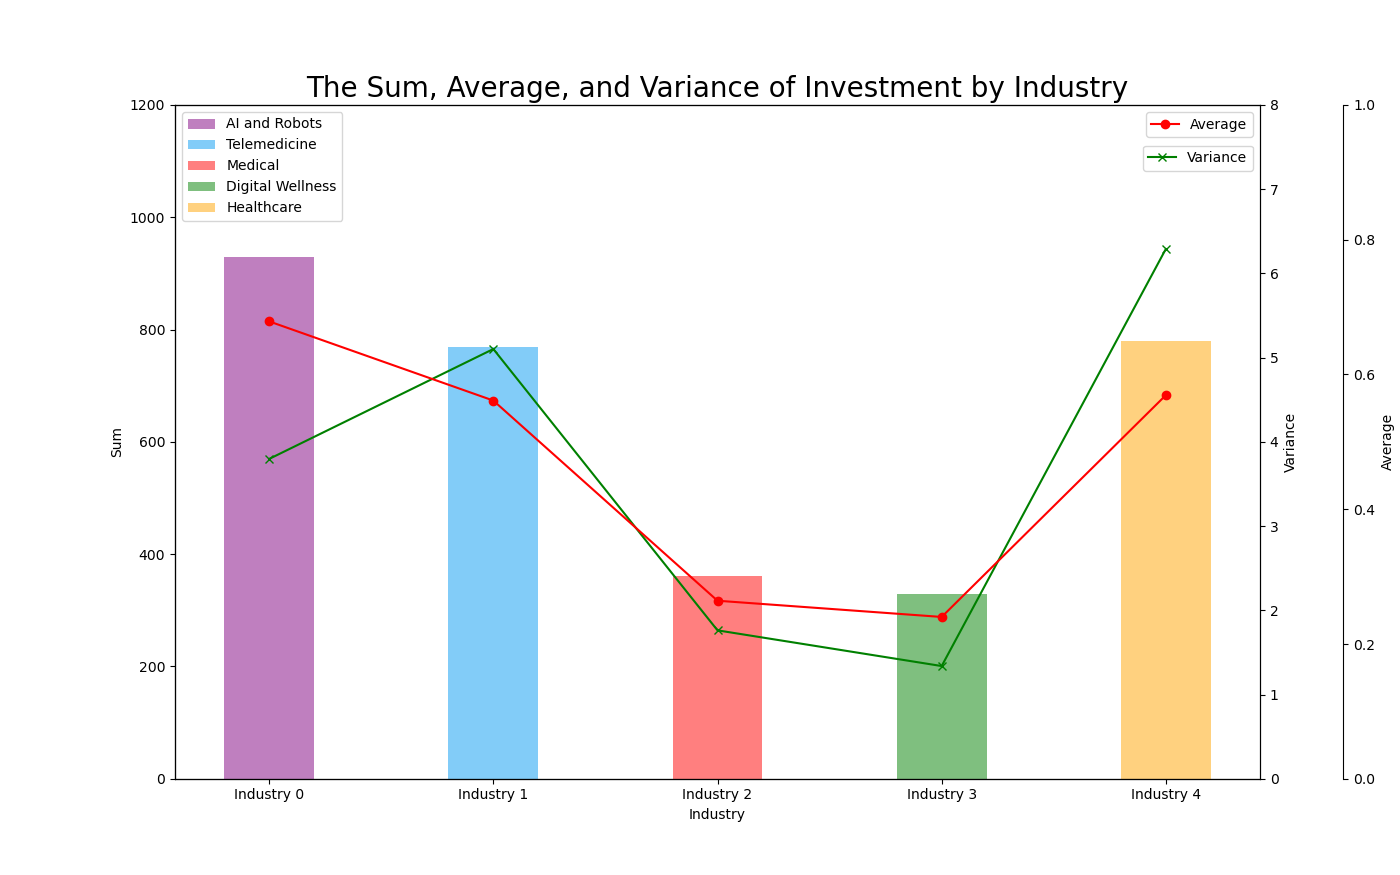 The Sum, Average, and Variance of Investment by Industry
AI and Robots
Telemedicine
Medical
Digital Wellness
Healthcare
Average
Variance
1200
1000
800
600
400
200
0
Sum
Industry 0
Industry 1
Industry 2
Industry 3
Industry 4
Industry
8
7
6
5
4
3
2
1
0
Variance
1.0
0.8
0.6
0.4
0.2
0.0
Average